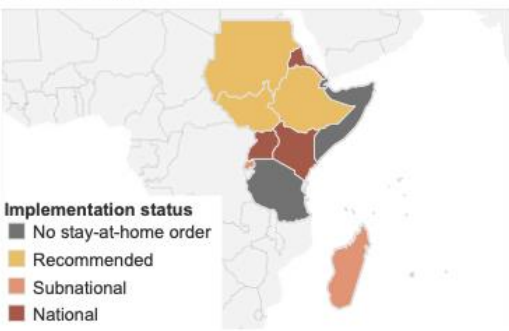 Implementation status
No stay-at-home order
Recommended
Subnational
National